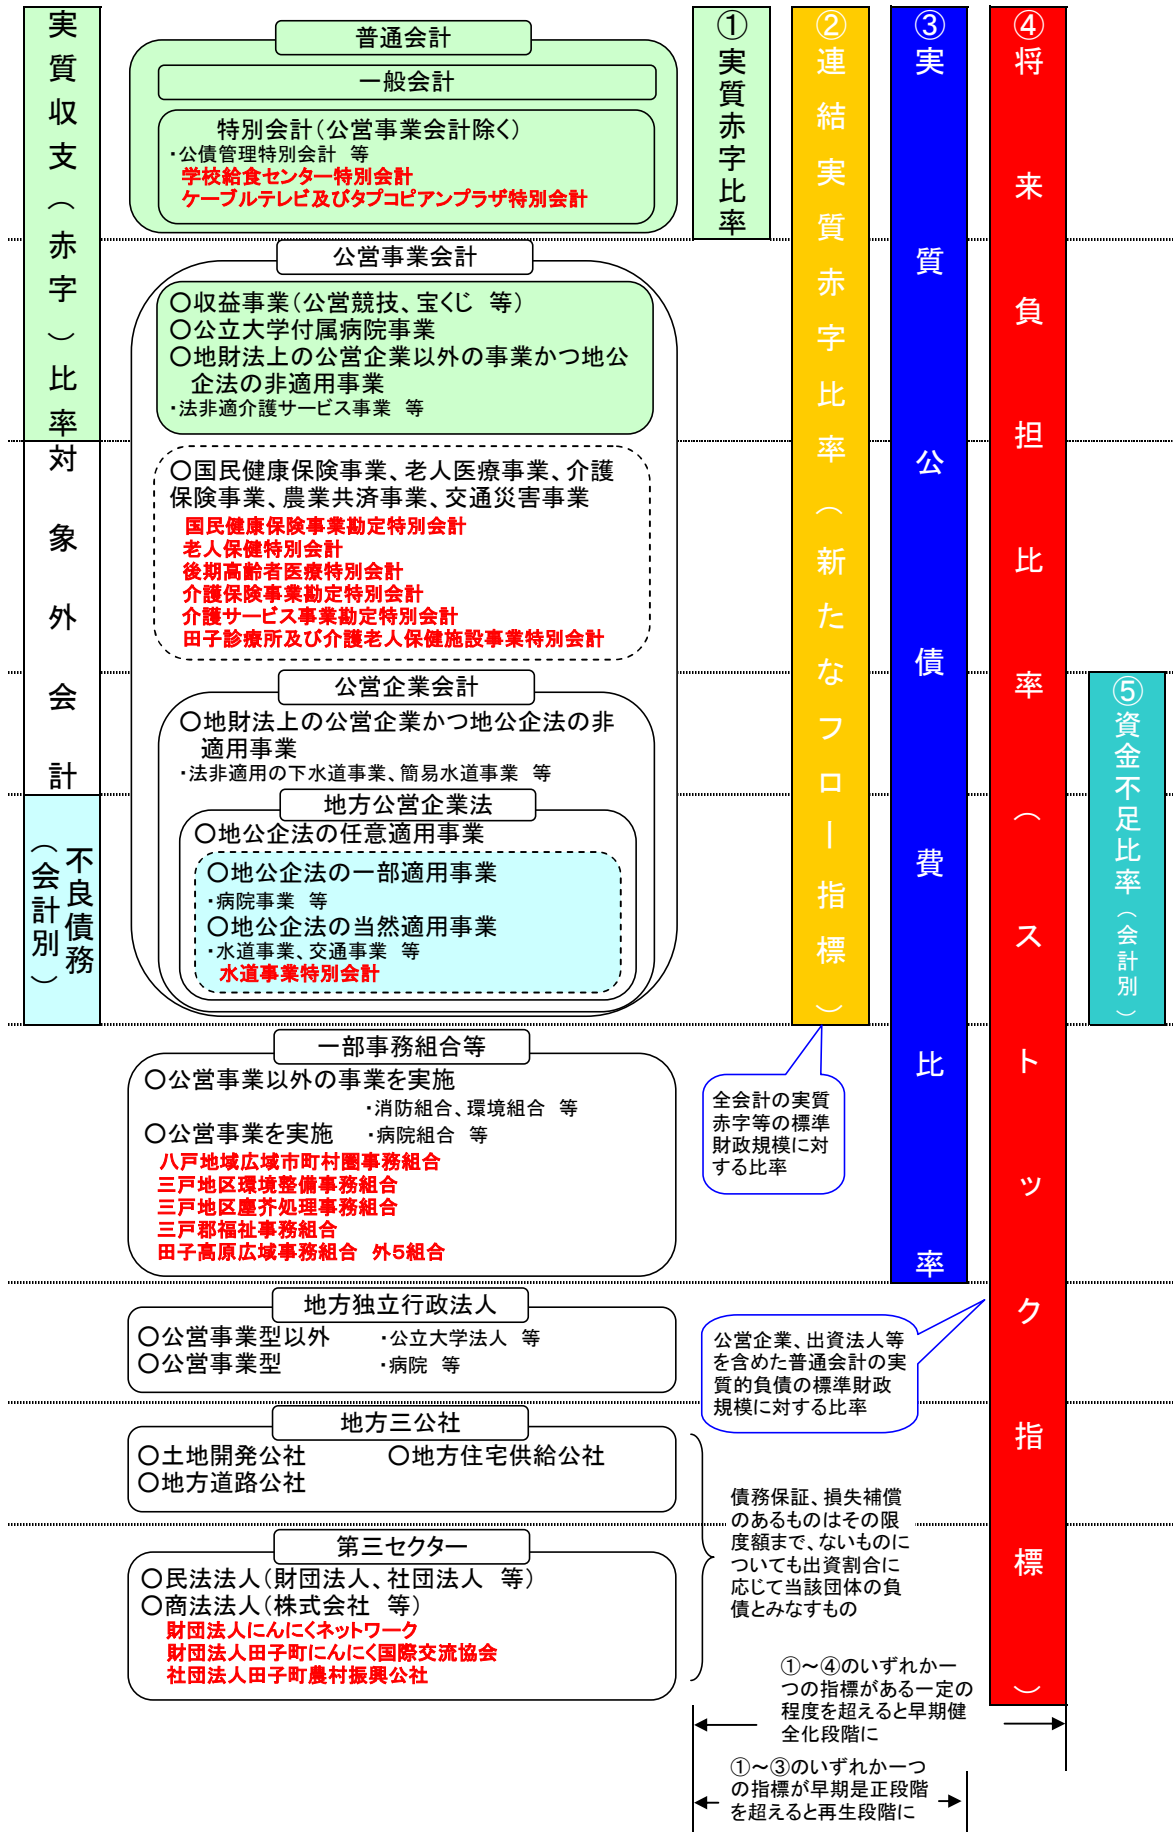 実質収支（赤字）比率
対象外会計
不良債務
（会計別）
普通会計
一般会計
特別会計（公営事業会計除く）
・公債管理特別会計　等
学校給食センター特別会計
ケーブルテレビ及びタプコピアンプラザ特別会計
公営事業会計
〇収益事業（公営競技、宝くじ　等）
〇公立大学付属病院事業
〇地財法上の公営企業以外の事業かつ地公
企法の非適用事業
・法非適介護サービス事業　等
〇国民健康保険事業、老人医療事業、介護
保険事業、農業共済事業、交通災害事業
国民健康保険事業勘定特別会計
老人保健特別会計
後期高齢者医療特別会計
介護保険事業勘定特別会計
介護サービス事業勘定特別会計
田子診療所及び介護老人保健施設事業特別会計
公営企業会計
〇地財法上の公営企業かつ地公企法の非
適用事業
・法非適用の下水道事業、簡易水道事業　等
地方公営企業法
〇地公企法の任意適用事業
〇地公企法の一部適用事業
・病院事業　等
〇地公企法の当然適用事業
・水道事業、交通事業　等
水道事業特別会計
一部事務組合等
〇公営事業以外の事業を実施
・消防組合、環境組合　等
〇公営事業を実施　・病院組合　等
八戸地域広域市町村圏事務組合
三戸地区環境整備事務組合
三戸地区塵芥処理事務組合
三戸郡福祉事務組合
田子高原広域事務組合　外５組合
地方独立行政法人
〇公営事業型以外　・公立大学法人　等
〇公営事業型　・病院　等
地方三公社
〇土地開発公社　〇地方住宅供給公社
〇地方道路公社
第三セクター
〇民法法人（財団法人、社団法人　等）
〇商法法人（株式会社　等）
財団法人にんにくネットワーク
財団法人田子町にんにく国際交流協会
社団法人田子町農村振興公社
①実質赤字比率
②連結実質赤字比率（新たなフロー指標）
③実質公債費比率
④将来負担比率（ストック指標）
⑤資金不足比率（会計別）
全会計の実質
赤字等の標準
財政規模に対
する比率
公営企業、出資法人等
を含めた普通会計の実
質的負債の標準財政
規模に対する比率
債務保証、損失補償
のあるものはその限
度額まで、ないものに
ついても出資割合に
応じて当該団体の負
債とみなすもの
①～④のいずれか一
つの指標がある一定の
程度を超えると早期健
全化段階に
①～③のいずれか一つ
の指標が早期是正段階
を超えると再生段階に